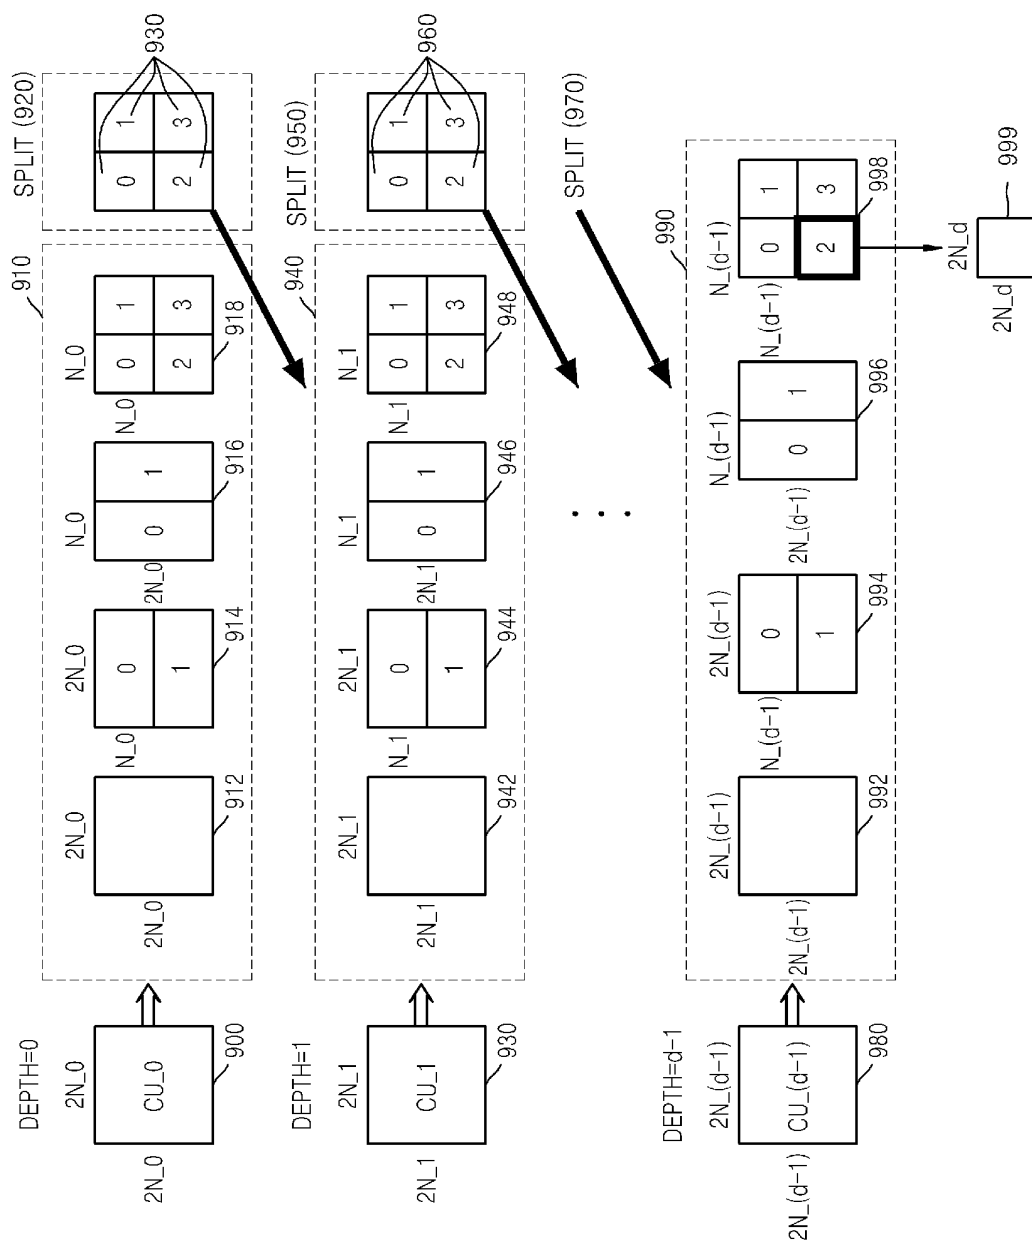 DEPTH=0
2N_0
2N_0
CU_0
900
910
2N_0
2N_0
912
2N_0
N_0
0
1
914
N_0
2N_0
0
1
916
N_0
N_0
0
1
2
3
918
SPLIT (920)
0
1
2
3
930
DEPTH=1
2N_1
2N_1
CU_1
930
940
2N_1
2N_1
942
2N_1
N_1
0
1
944
N_1
2N_1
0
1
946
N_1
N_1
0
1
2
3
948
SPLIT (950)
0
1
2
3
960
SPLIT (970)
. . .
DEPTH=d-1
2N_(d-1)
2N_(d-1)
CU_(d-1)
980
990
2N_(d-1)
2N_(d-1)
992
2N_(d-1)
N_(d-1)
0
1
994
N_(d-1)
2N_(d-1)
0
1
996
N_(d-1)
N_(d-1)
0
1
2
3
998
2N_d
2N_d
999